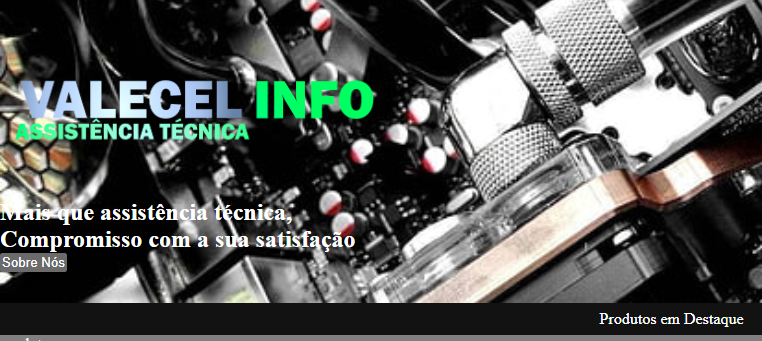 VALECEL INFO
ASSISTÊNCIA TÉCNICA
Mais que assistência técnica,
Compromisso com a sua satisfação
Sobre Nós
Produtos em Destaque